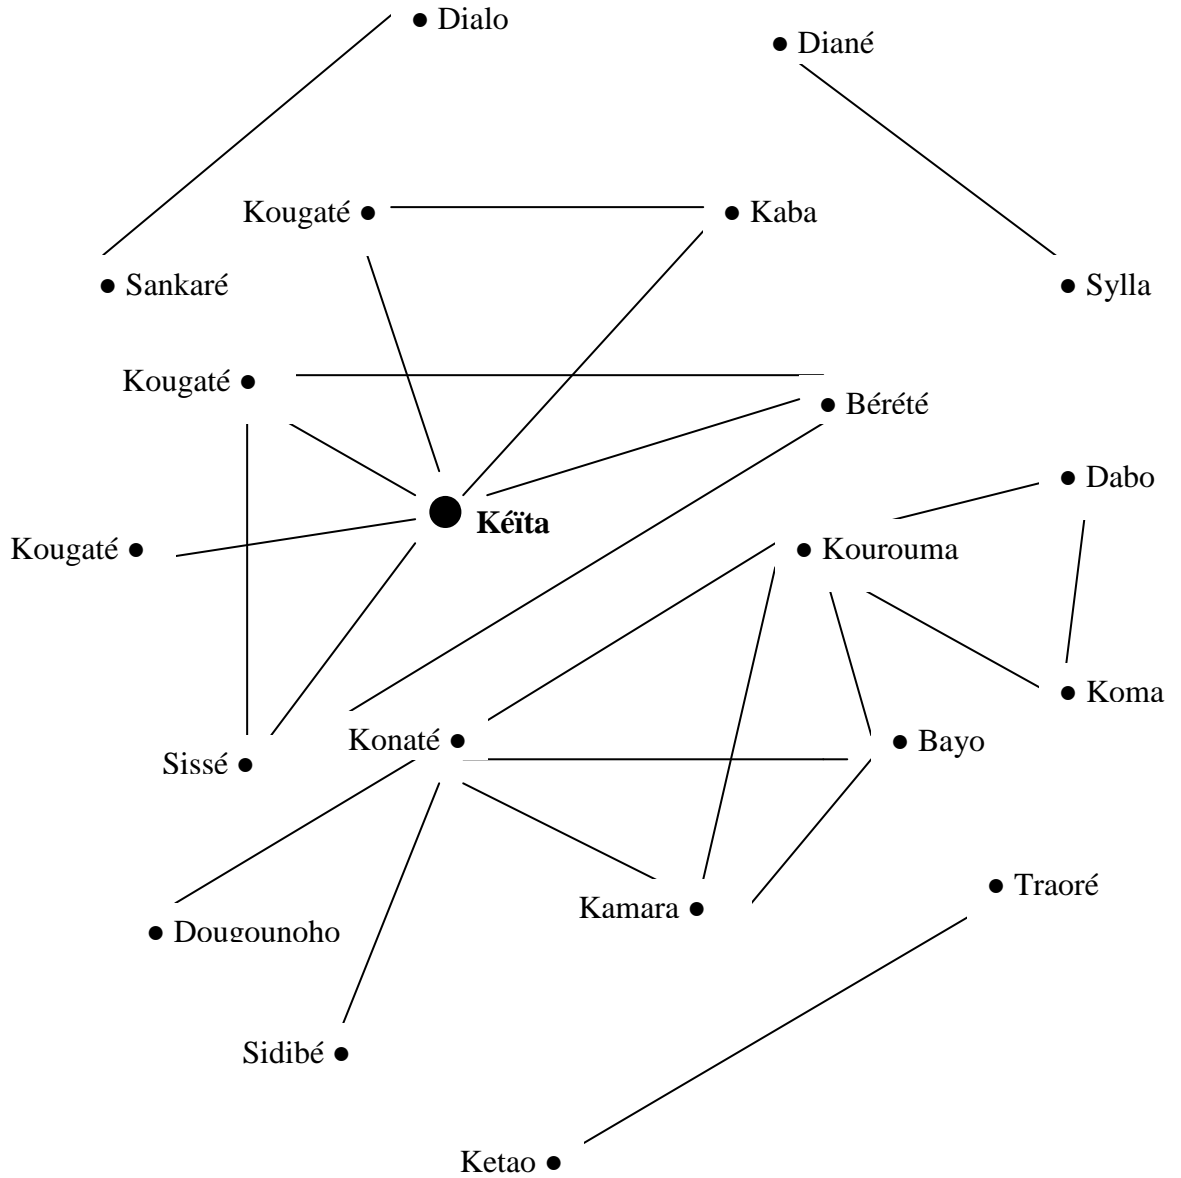 Dialo
Diané
Kougaté
Kaba
Sankaré
Sylla
Kougaté
Bérété
Dabo
Kéïta
Kougaté
Kourouma
Koma
Konaté
Bayo
Sissé
Traoré
Kamara
Dougounoho
Sidibé
Ketao